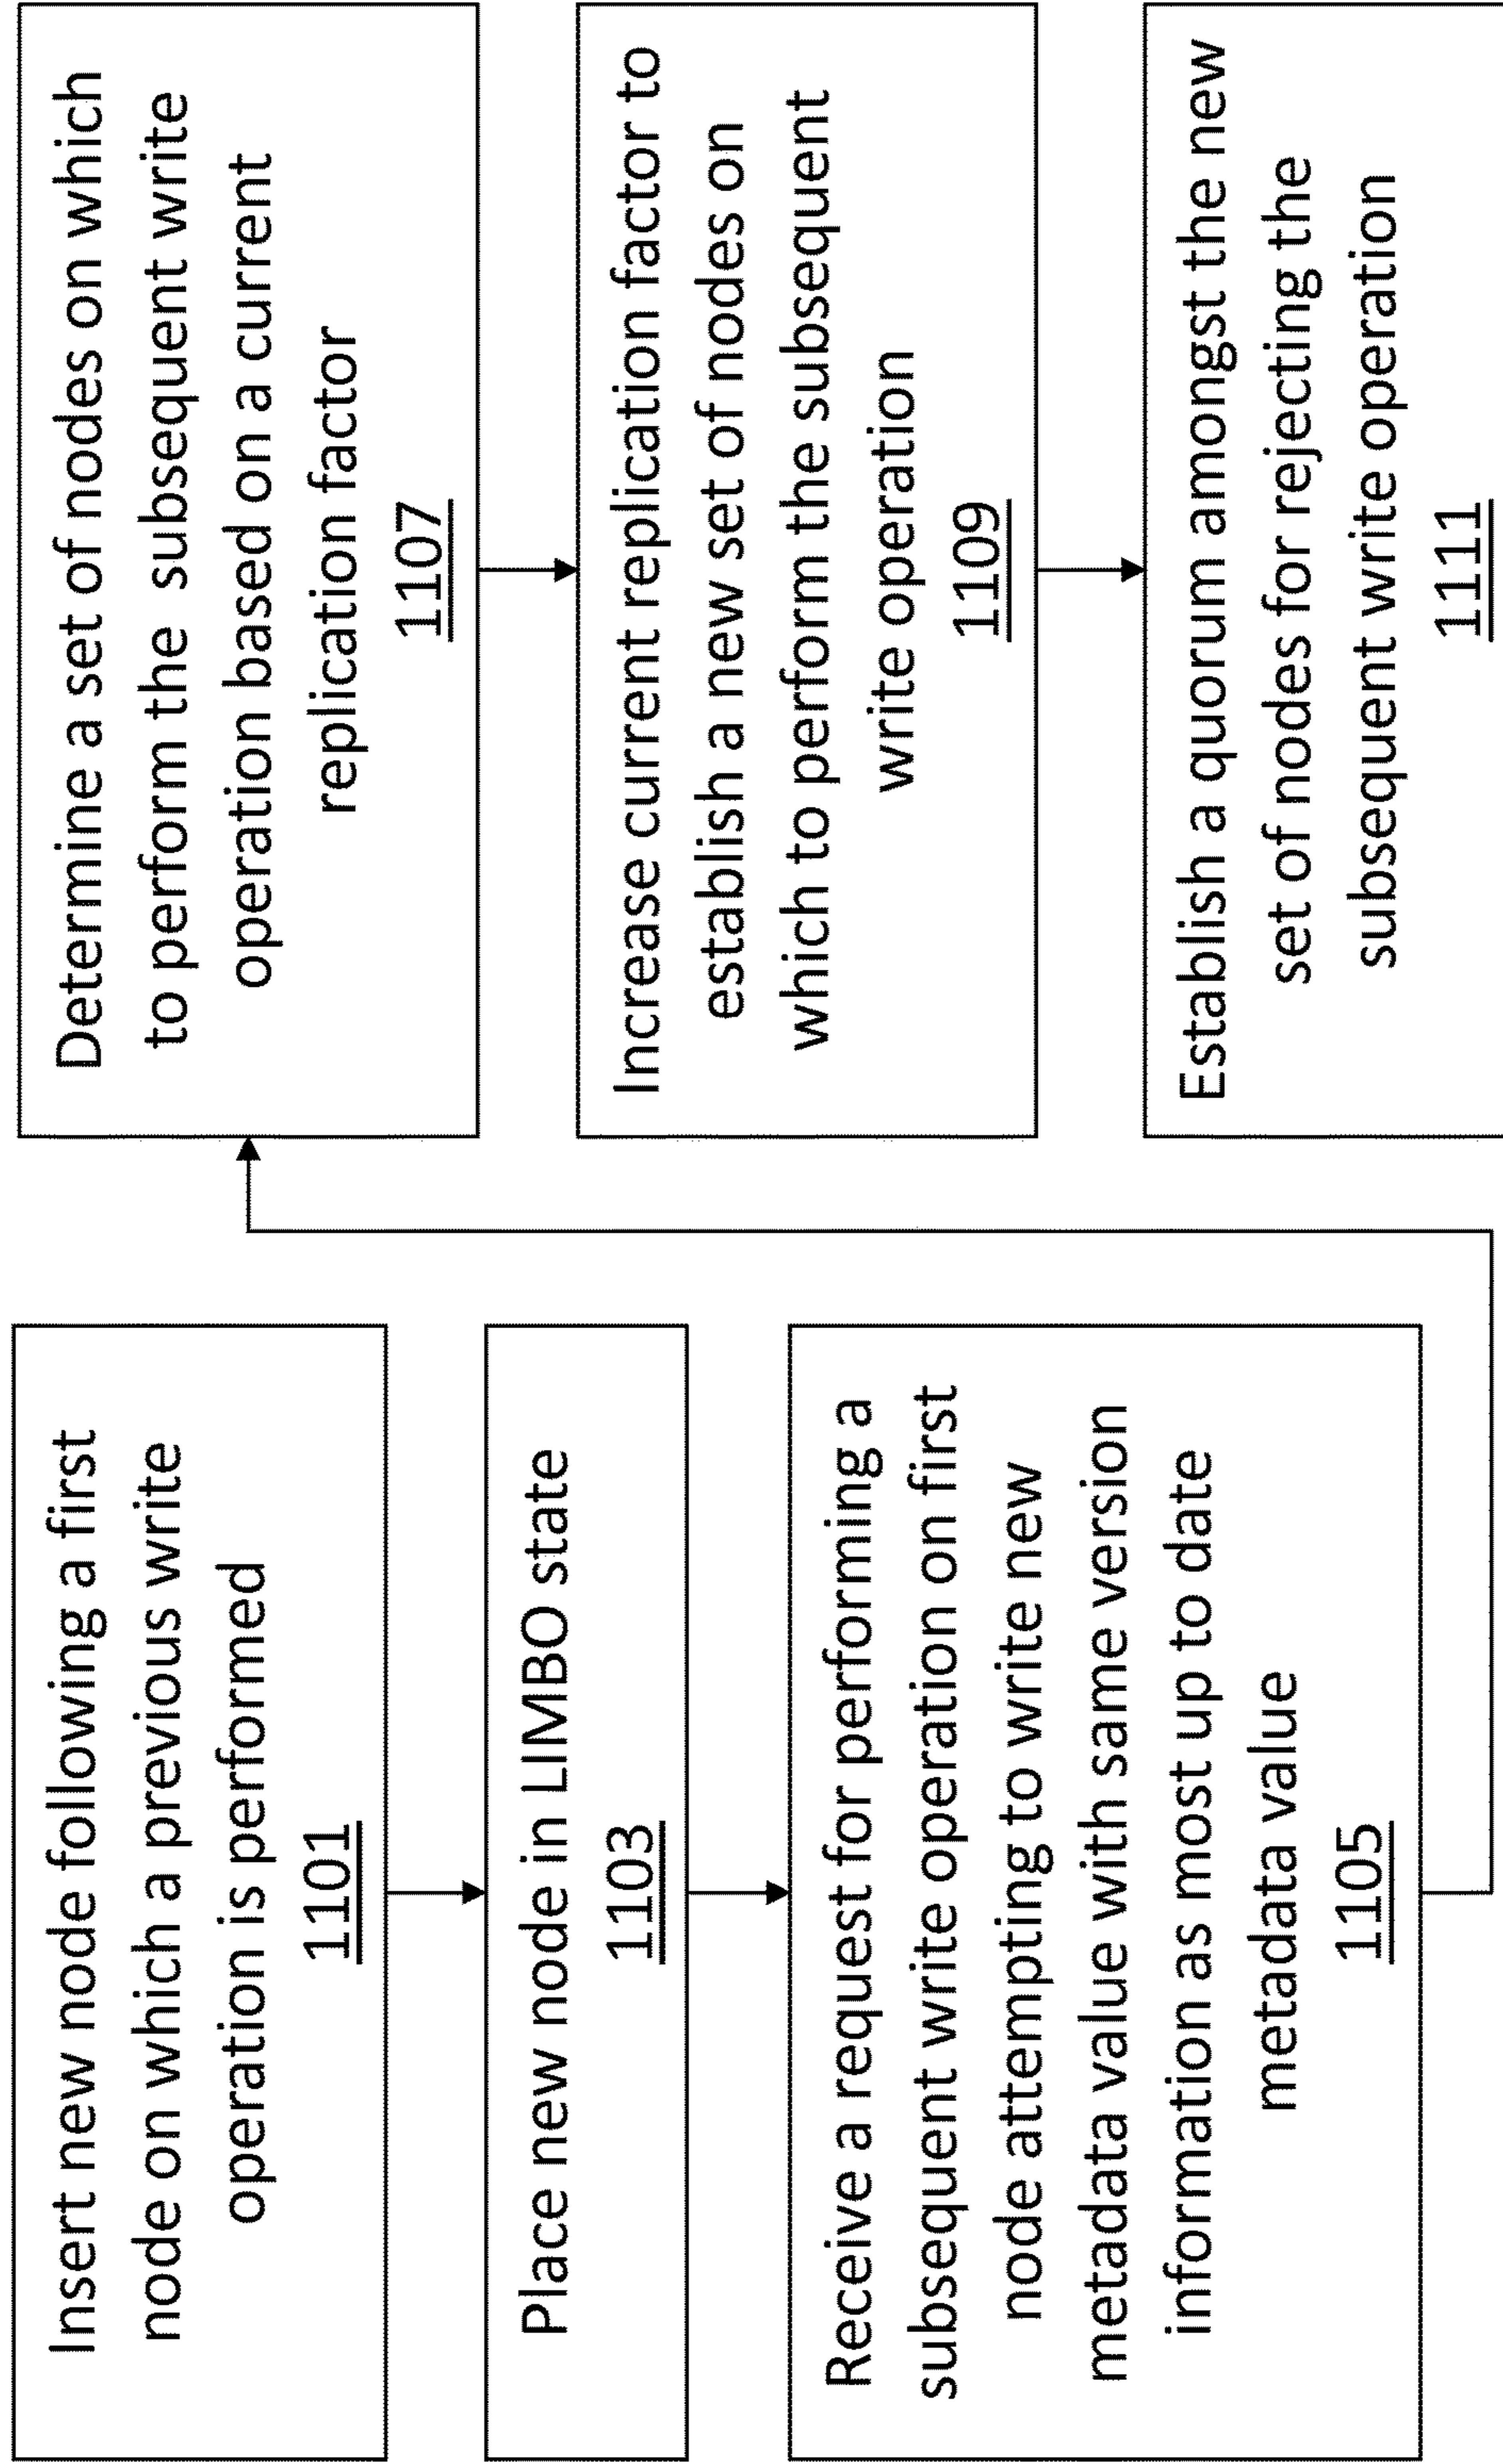 Insert new node following a first
node on which a previous write
operation is performed
1101
Place new node in LIMBO state
1103
Receive a request for performing a
subsequent write operation on first
node attempting to write new
metadata value with same version
information as most up to date
metadata value
1105
Determine a set of nodes on which
to perform the subsequent write
operation based on a current
replication factor
1107
Increase current replication factor to
establish a new set of nodes on
which to perform the subsequent
write operation
1109
Establish a quorum amongst the new
set of nodes for rejecting the
subsequent write operation
1111